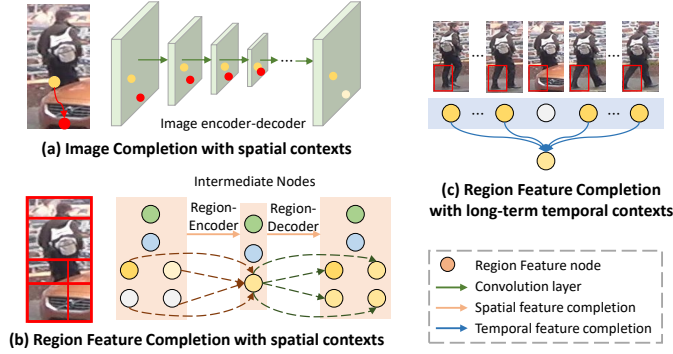 Image encoder-decoder
(a) Image Completion with spatial contexts
Intermediate Nodes
Region-
Encoder
Region-
Decoder
(b) Region Feature Completion with spatial contexts
... ...
... ...
(c) Region Feature Completion
with long-term temporal contexts
Region Feature node
Convolution layer
Spatial feature completion
Temporal feature completion